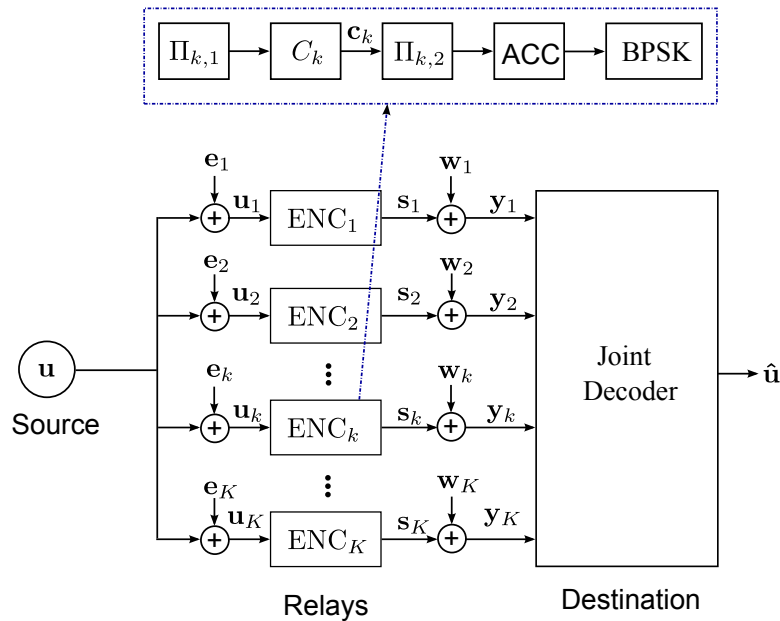 Π_{k,1} C_k c_k Π_{k,2} ACC BPSK
e_1 w_1
u_1 ENC_1 s_1 y_1
e_2 w_2
u_2 ENC_2 s_2 y_2
u Source
e_k w_k
u_k ENC_k s_k y_k
e_K w_K
u_K ENC_K s_K y_K
Joint
Decoder
û
Relays
Destination